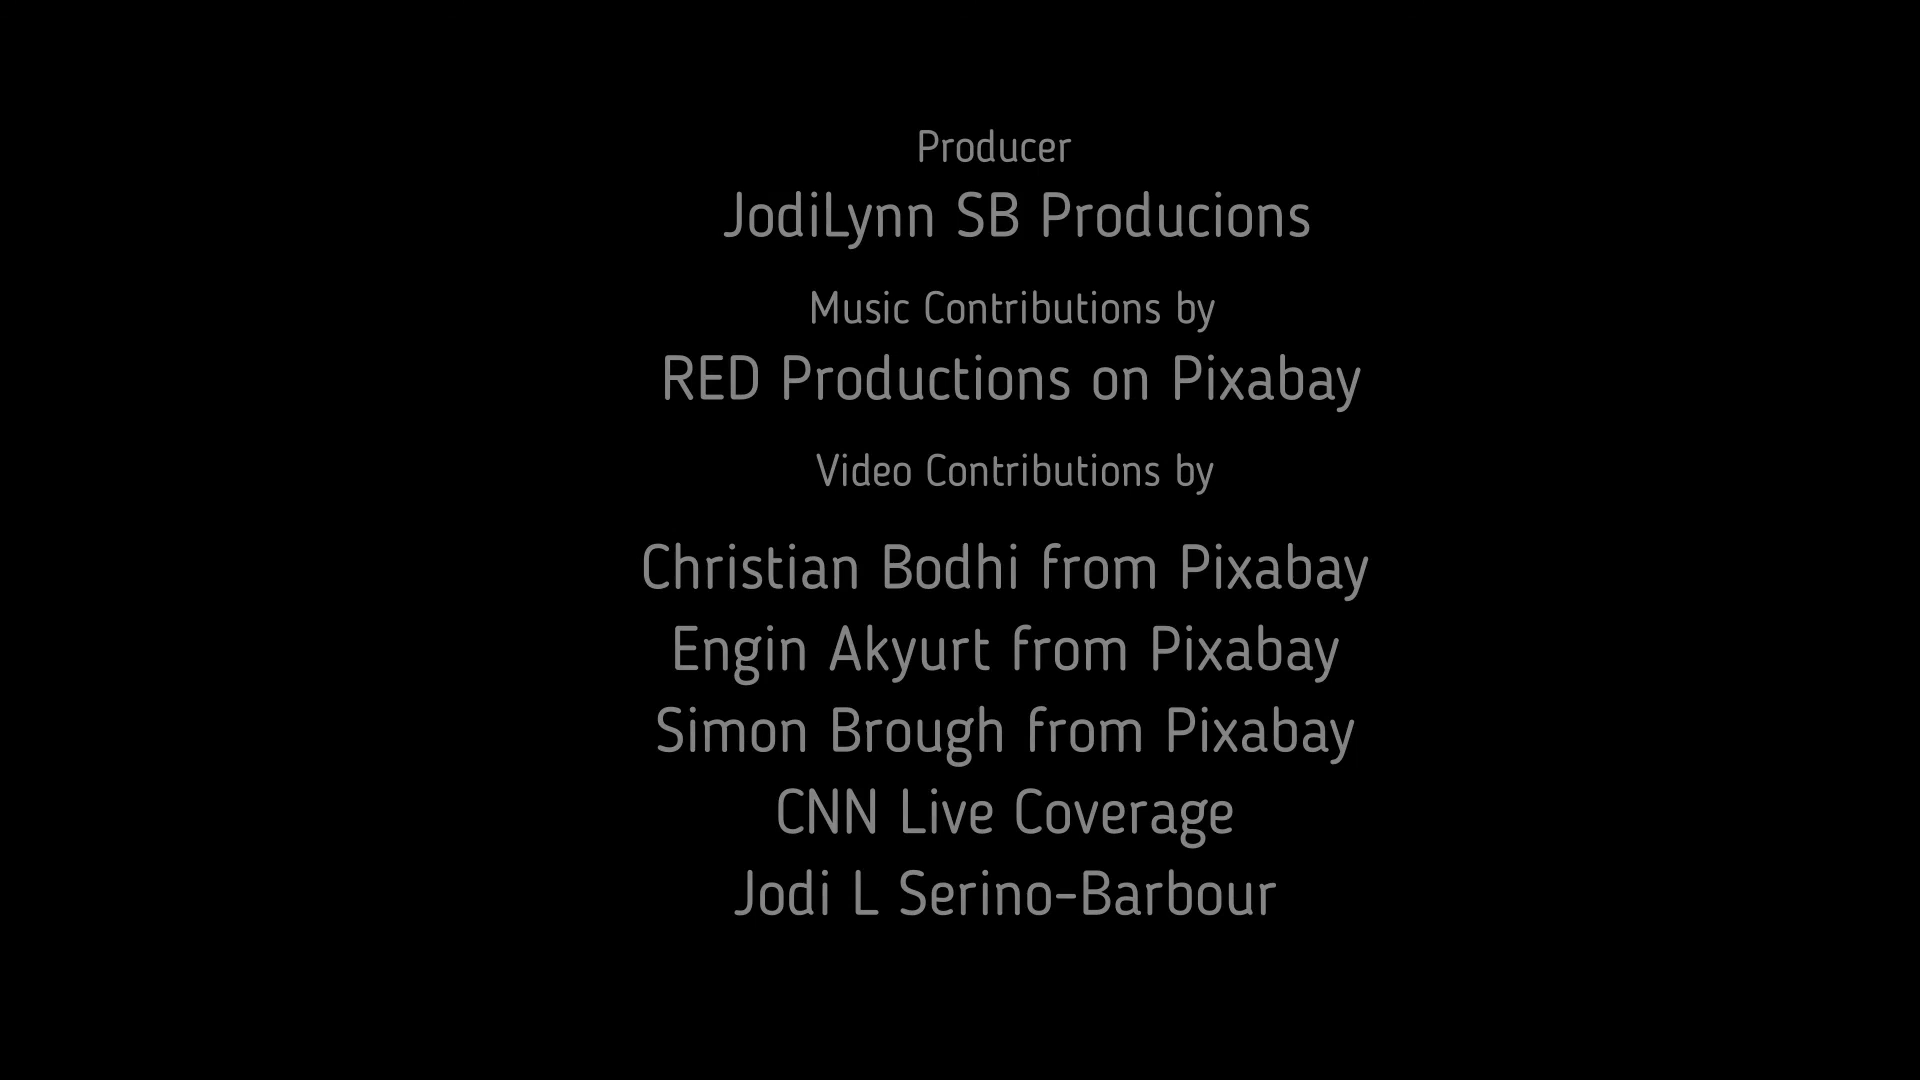 Producer
JodiLynn SB Producions
Music Contributions by
RED Productions on Pixabay
Video Contributions by
Christian Bodhi from Pixabay
Engin Akyurt from Pixabay
Simon Brough from Pixabay
CNN Live Coverage
Jodi L Serino-Barbour